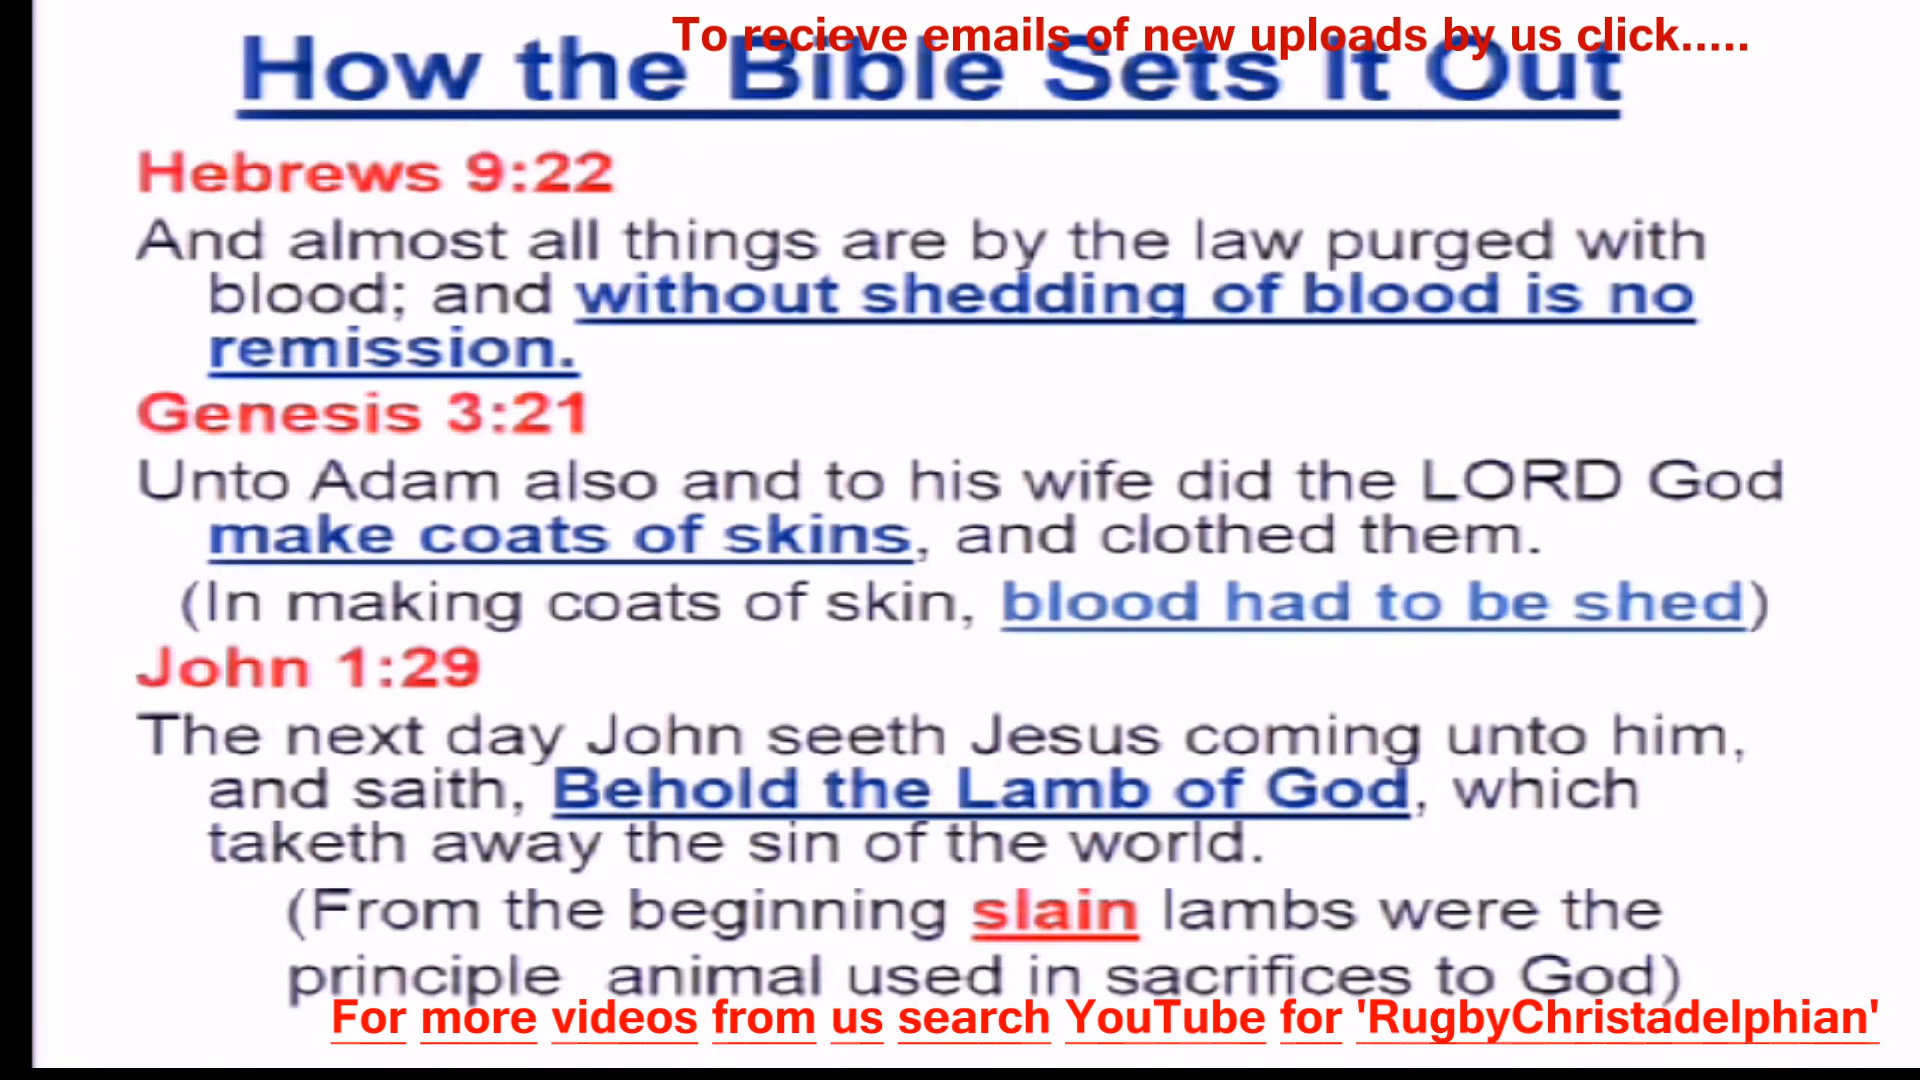 To recieve emails of new uploads by us click.....
How the Bible Sets It Out
Hebrews 9:22
And almost all things are by the law purged with
blood; and without shedding of blood is no
remission.
Genesis 3:21
Unto Adam also and to his wife did the LORD God
make coats of skins, and clothed them.
(In making coats of skin, blood had to be shed)
John 1:29
The next day John seeth Jesus coming unto him,
and saith, Behold the Lamb of God, which
taketh away the sin of the world.
(From the beginning slain lambs were the
principle animal used in sacrifices to God)
For more videos from us search YouTube for 'RugbyChristadelphian'